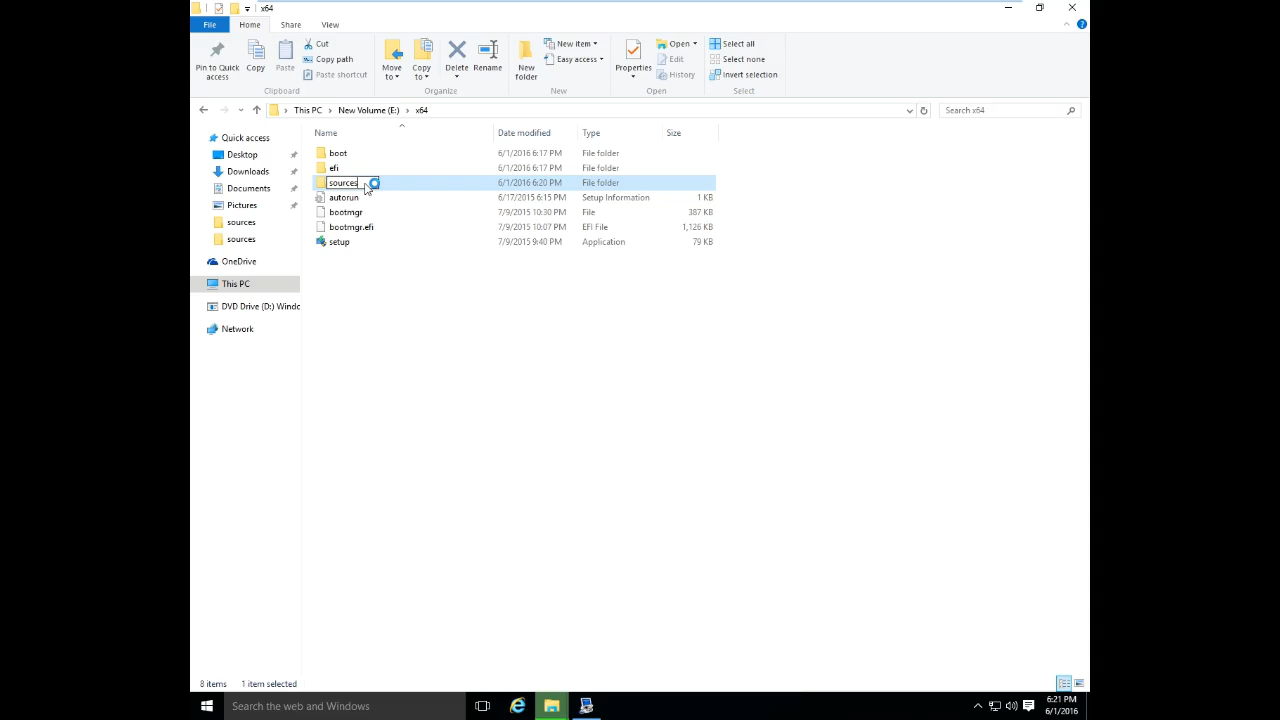 x64
File Home Share View
Pin to Quick access Copy Paste Cut Copy path Paste shortcut Move to Copy to Delete Rename New folder New item Easy access Properties Open Edit History Select all Select none Invert selection
Clipboard Organize New Open Select
This PC New Volume (E:) x64 Search x64
Name Date modified Type Size
Quick access
Desktop
Downloads
Documents
Pictures
sources
sources
OneDrive
This PC
DVD Drive (D:) Windo
Network
boot 6/1/2016 6:17 PM File folder
efi 6/1/2016 6:17 PM File folder
sources 6/1/2016 6:20 PM File folder
autorun 6/17/2015 6:15 PM Setup Information 1 KB
bootmgr 7/9/2015 10:30 PM File 387 KB
bootmgr.efi 7/9/2015 10:07 PM EFI File 1,126 KB
setup 7/9/2015 9:40 PM Application 79 KB
8 items 1 item selected
Search the web and Windows
6:21 PM
6/1/2016